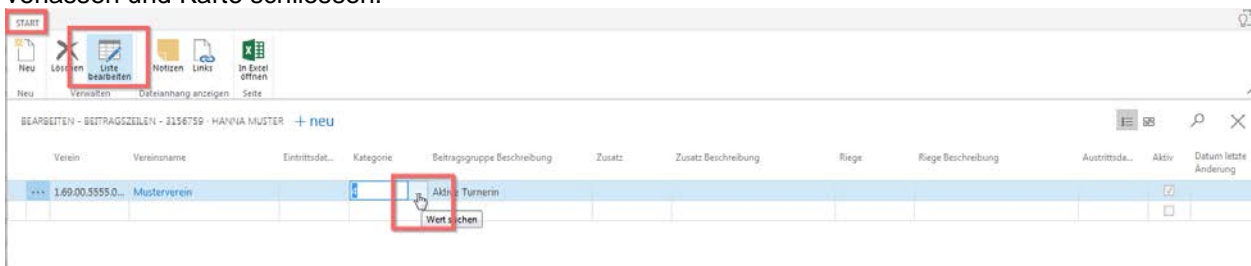 verlassen und Karte schliessen.
START
Neu Löschen Liste bearbeiten Notizen Links In Excel öffnen
Neu Verwalten Dateianhang anzeigen Seite
BEARBEITEN - BEITRAGSZEILEN - 3156759 · HANNA MUSTER + neu
Verein Vereinsname Eintrittsdat... Kategorie Beitragsgruppe Beschreibung Zusatz Zusatz Beschreibung Riege Riege Beschreibung Austrittsda... Aktiv Datum letzte Änderung
1.69.00.5555.0... Musterverein Aktive Turnerin
Wert suchen